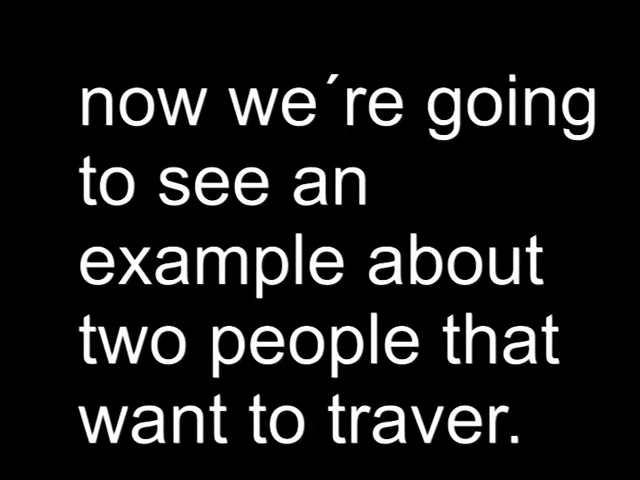 now we´re going
to see an
example about
two people that
want to traver.